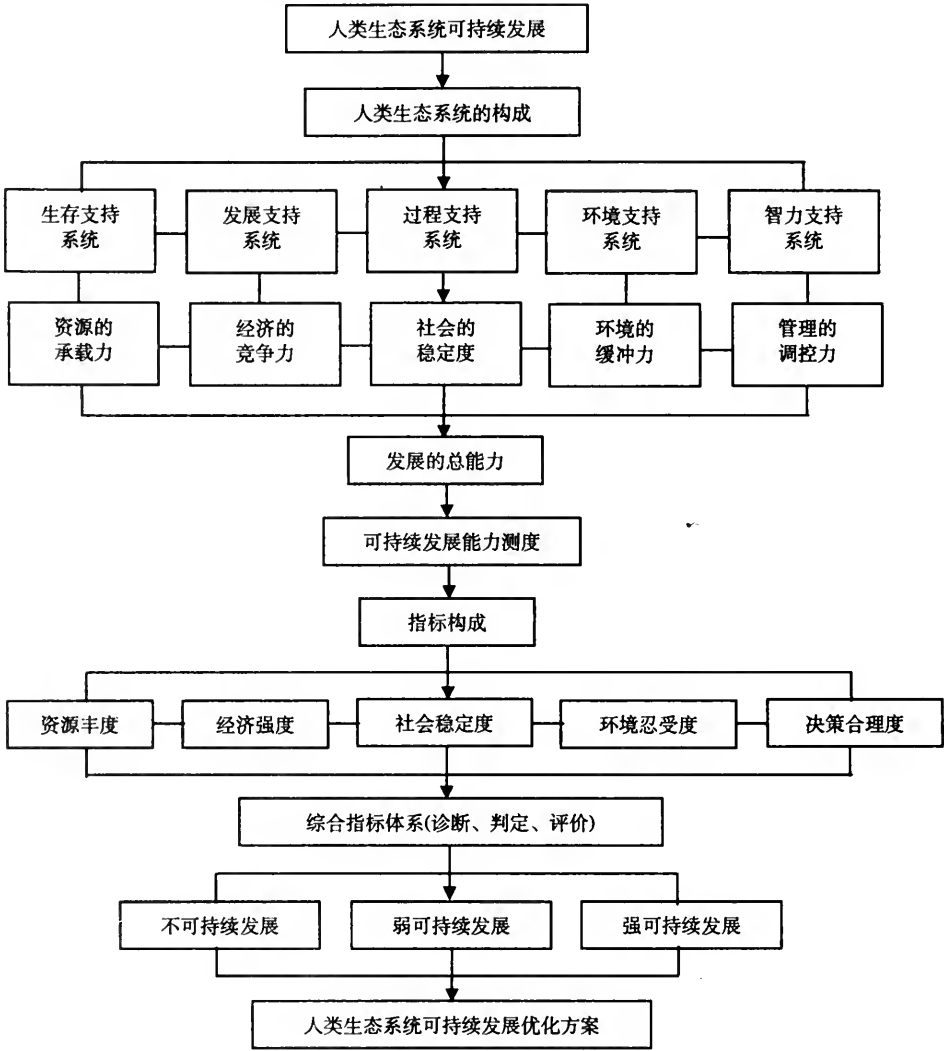 人类生态系统可持续发展
人类生态系统的构成
生存支持
系统
发展支持
系统
过程支持
系统
环境支持
系统
智力支持
系统
资源的
承载力
经济的
竞争力
社会的
稳定度
环境的
缓冲力
管理的
调控力
发展的总能力
可持续发展能力测度
指标构成
资源丰度
经济强度
社会稳定度
环境忍受度
决策合理度
综合指标体系(诊断、判定、评价)
不可持续发展
弱可持续发展
强可持续发展
人类生态系统可持续发展优化方案